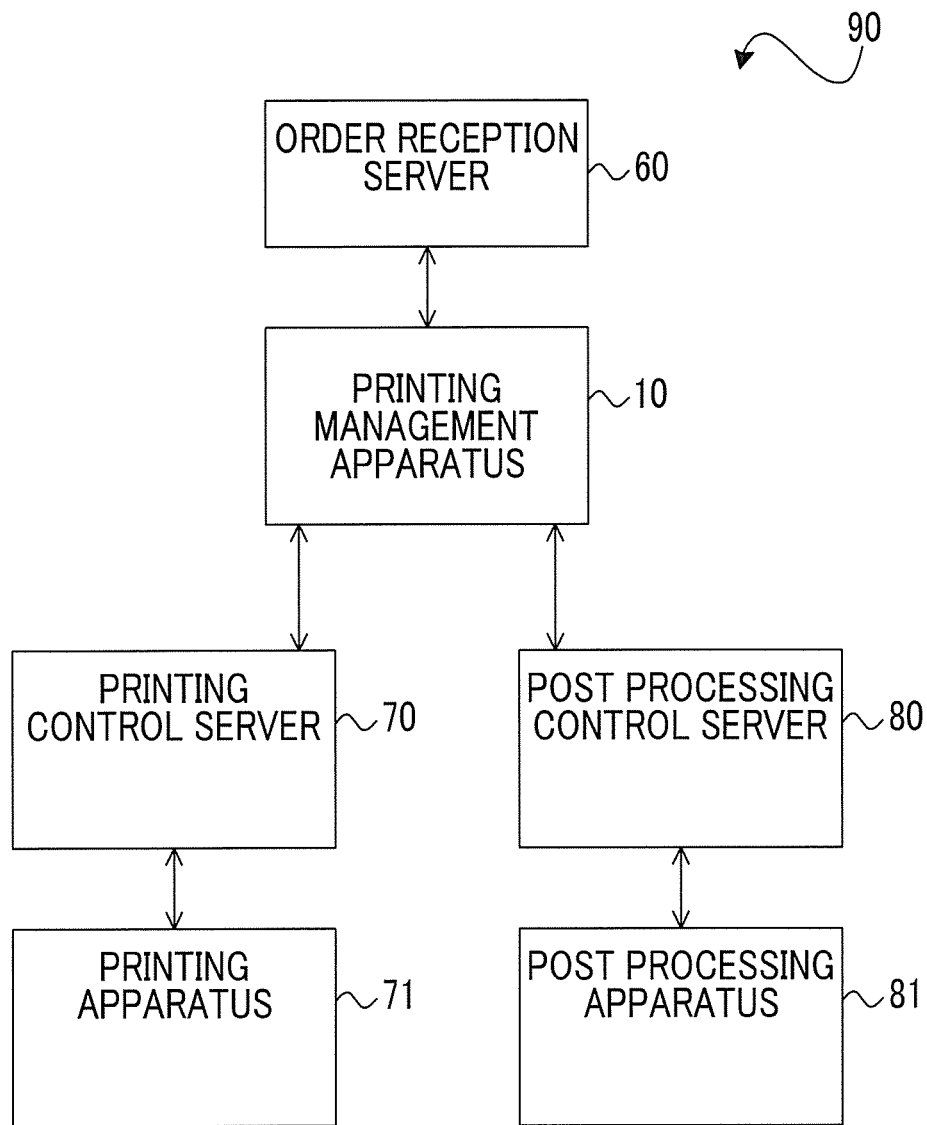 90
ORDER RECEPTION
SERVER
60
PRINTING
MANAGEMENT
APPARATUS
10
PRINTING
CONTROL SERVER
70
POST PROCESSING
CONTROL SERVER
80
PRINTING
APPARATUS
71
POST PROCESSING
APPARATUS
81